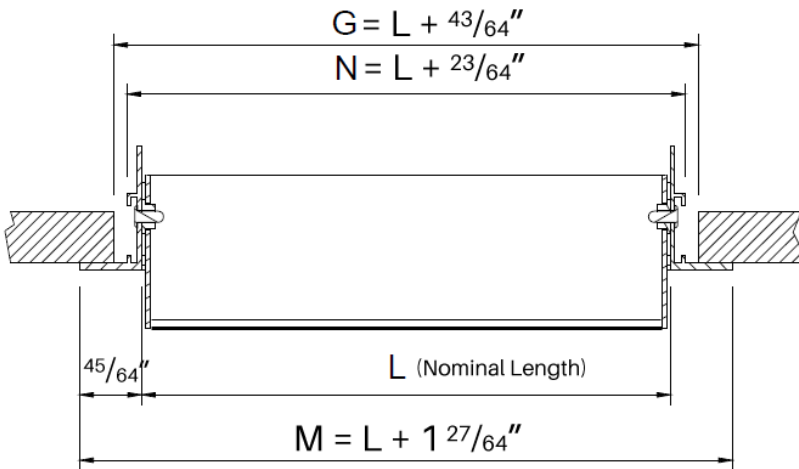 G = L + 43/64"
N = L + 23/64"
45/64"
L (Nominal Length)
M = L + 1 27/64"